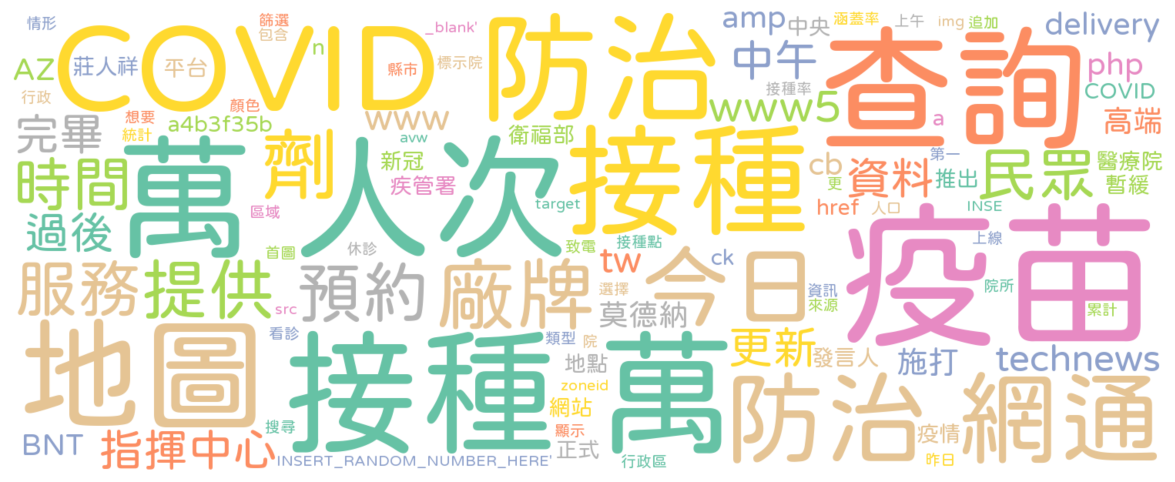 情形
篩選
包含
_blank'
amp
中央
涵蓋率
上午
img
追加
delivery
COVID
防治
n
AZ
莊人祥
平台
縣市
標示院
中午
查詢
php
接種率
COVID
行政
顏色
想要
www
www5
a
高端
完畢
統計
a4b3f35b
avw
衛福部
劑
接種
新冠
疾管署
時間
萬
人次
cb
更
資料
第一
推出
民眾
醫療院
暫緩
過後
區域
target
href
人口
INSE
疫苗
上線
首圖
休診
致電
接種點
服務
提供
預約
廠牌
tw
選擇
今日
ck
莫德納
資訊
來源
院所
累計
src
地圖
看診
接種
萬
類型
院
地點
更新
發言人
施打
technews
zoneid
網站
防治
網通
BNT
指揮中心
搜尋
INSERT_RANDOM_NUMBER_HERE'
顯示
正式
行政區
疫情
昨日